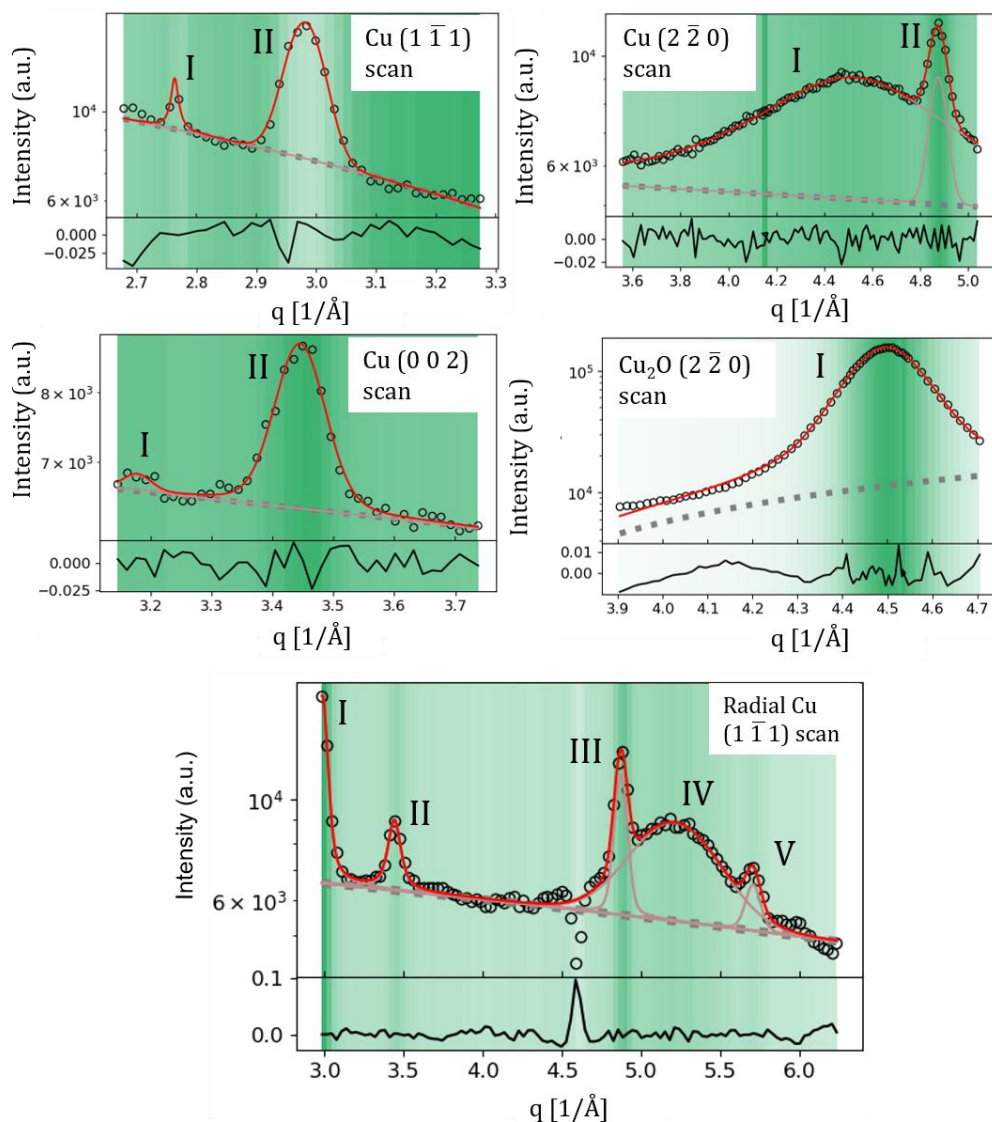 Cu (1 1̅ 1)
scan
I
II
Intensity (a.u.)
10⁴
6 × 10³
0.000
−0.025
2.7 2.8 2.9 3.0 3.1 3.2 3.3
q [1/Å]
Cu (2 2̅ 0)
scan
I
II
Intensity (a.u.)
10⁴
6 × 10³
0.00
−0.02
3.6 3.8 4.0 4.2 4.4 4.6 4.8 5.0
q [1/Å]
Cu (0 0 2)
scan
I
II
Intensity (a.u.)
8 × 10³
6 × 10³
0.000
−0.025
3.2 3.3 3.4 3.5 3.6 3.7
q [1/Å]
Cu₂O (2 2̅ 0)
scan
I
Intensity (a.u.)
10⁵
10⁴
0.01
0.00
3.9 4.0 4.1 4.2 4.3 4.4 4.5 4.6 4.7
q [1/Å]
Radial Cu
(1 1̅ 1) scan
I
II
III
IV
V
Intensity (a.u.)
10⁴
6 × 10³
0.1
0.0
3.0 3.5 4.0 4.5 5.0 5.5 6.0
q [1/Å]